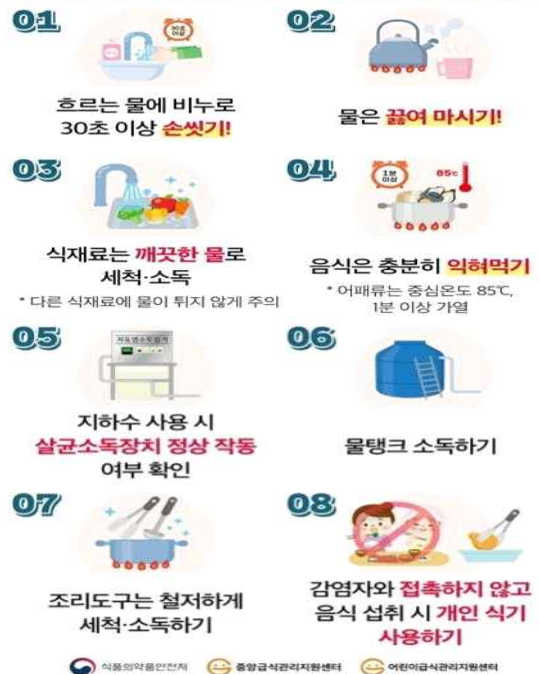 01
30초
이상
흐르는 물에 비누로
30초 이상 손씻기!
02
물은 끓여 마시기!
03
식재료는 깨끗한 물로
세척·소독
* 다른 식재료에 물이 튀지 않게 주의
04
1분
이상
85℃
음식은 충분히 익혀먹기
* 어패류는 중심온도 85℃,
1분 이상 가열
05
지하수 사용 시
살균소독장치 정상 작동
여부 확인
06
물탱크 소독하기
07
조리도구는 철저하게
세척·소독하기
08
감염자와 접촉하지 않고
음식 섭취 시 개인 식기
사용하기
식품의약품안전처
중앙급식관리지원센터
어린이급식관리지원센터